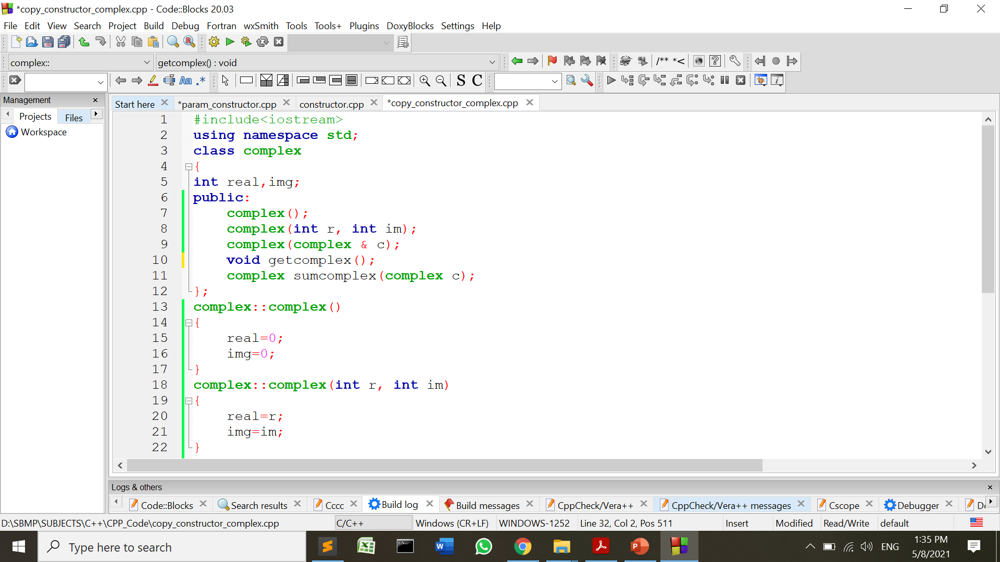 *copy_constructor_complex.cpp - Code::Blocks 20.03
File Edit View Search Project Build Debug Fortran wxSmith Tools Tools+ Plugins DoxyBlocks Settings Help
complex:: getcomplex() : void /** *<
Aa .* S C
Management
Start here *param_constructor.cpp constructor.cpp *copy_constructor_complex.cpp
Projects Files
Workspace
1 #include<iostream>
2 using namespace std;
3 class complex
4 {
5 int real,img;
6 public:
7 complex();
8 complex(int r, int im);
9 complex(complex & c);
10 void getcomplex();
11 complex sumcomplex(complex c);
12 };
13 complex::complex()
14 {
15 real=0;
16 img=0;
17 }
18 complex::complex(int r, int im)
19 {
20 real=r;
21 img=im;
22 }
Logs & others
Code::Blocks Search results Cccc Build log Build messages CppCheck/Vera++ CppCheck/Vera++ messages Cscope Debugger
D:\SBMP\SUBJECTS\C++\CPP_Code\copy_constructor_complex.cpp C/C++ Windows (CR+LF) WINDOWS-1252 Line 32, Col 2, Pos 511 Insert Modified Read/Write default
Type here to search ENG 1:35 PM
5/8/2021